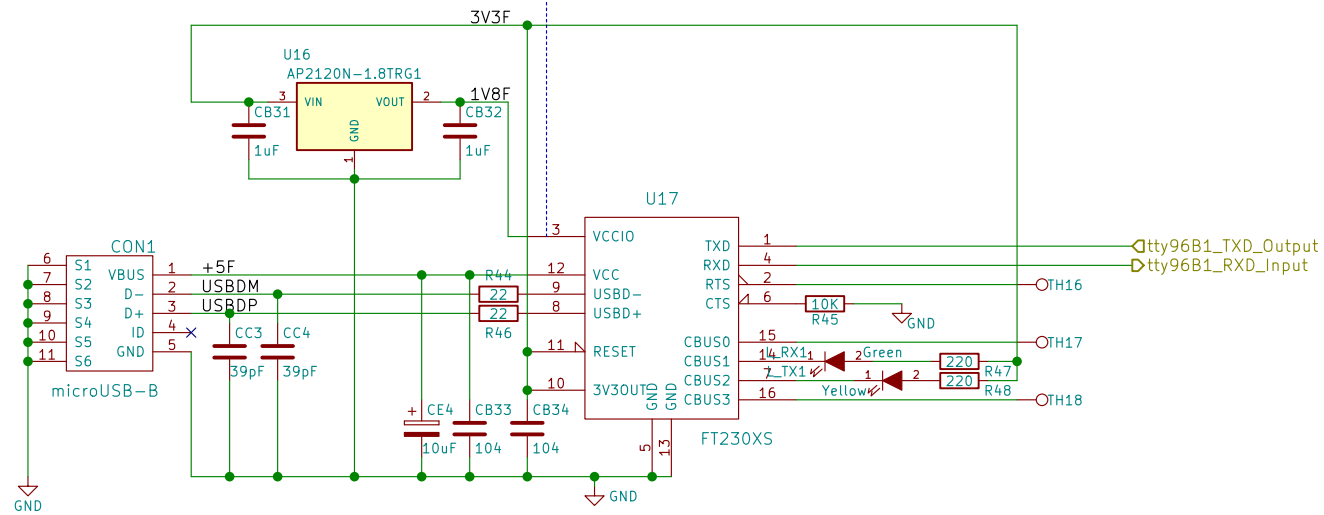 3V3F
U16
AP2120N-1.8TRG1
3 VIN VOUT 2
1V8F
CB31
CB32
GND
1uF
1uF
1
U17
3 VCCIO
TXD 1
tty96B1_TXD_Output
CON1
6 S1
RXD 4
tty96B1_RXD_Input
7 S2
VBUS 1
+5F
R44
12 VCC
RTS 2
TH16
8 S3
D- 2
USBDM
22
9 USBD-
CTS 6
10K
R45
GND
9 S4
D+ 3
USBDP
22
R46
8 USBD+
10 S5
ID 4
CC3
CC4
11 S6
GND 5
39pF
39pF
microUSB-B
11 RESET
CBUS0 15
TH17
CBUS1 14
L_RX1
1 2
Green
220
R47
CBUS2 7
L_TX1
Yellow
1 2
220
R48
10 3V3OUT
GND
GND
CBUS3 16
TH18
+ CE4
CB33
CB34
10uF
104
104
5
13
FT230XS
GND
GND